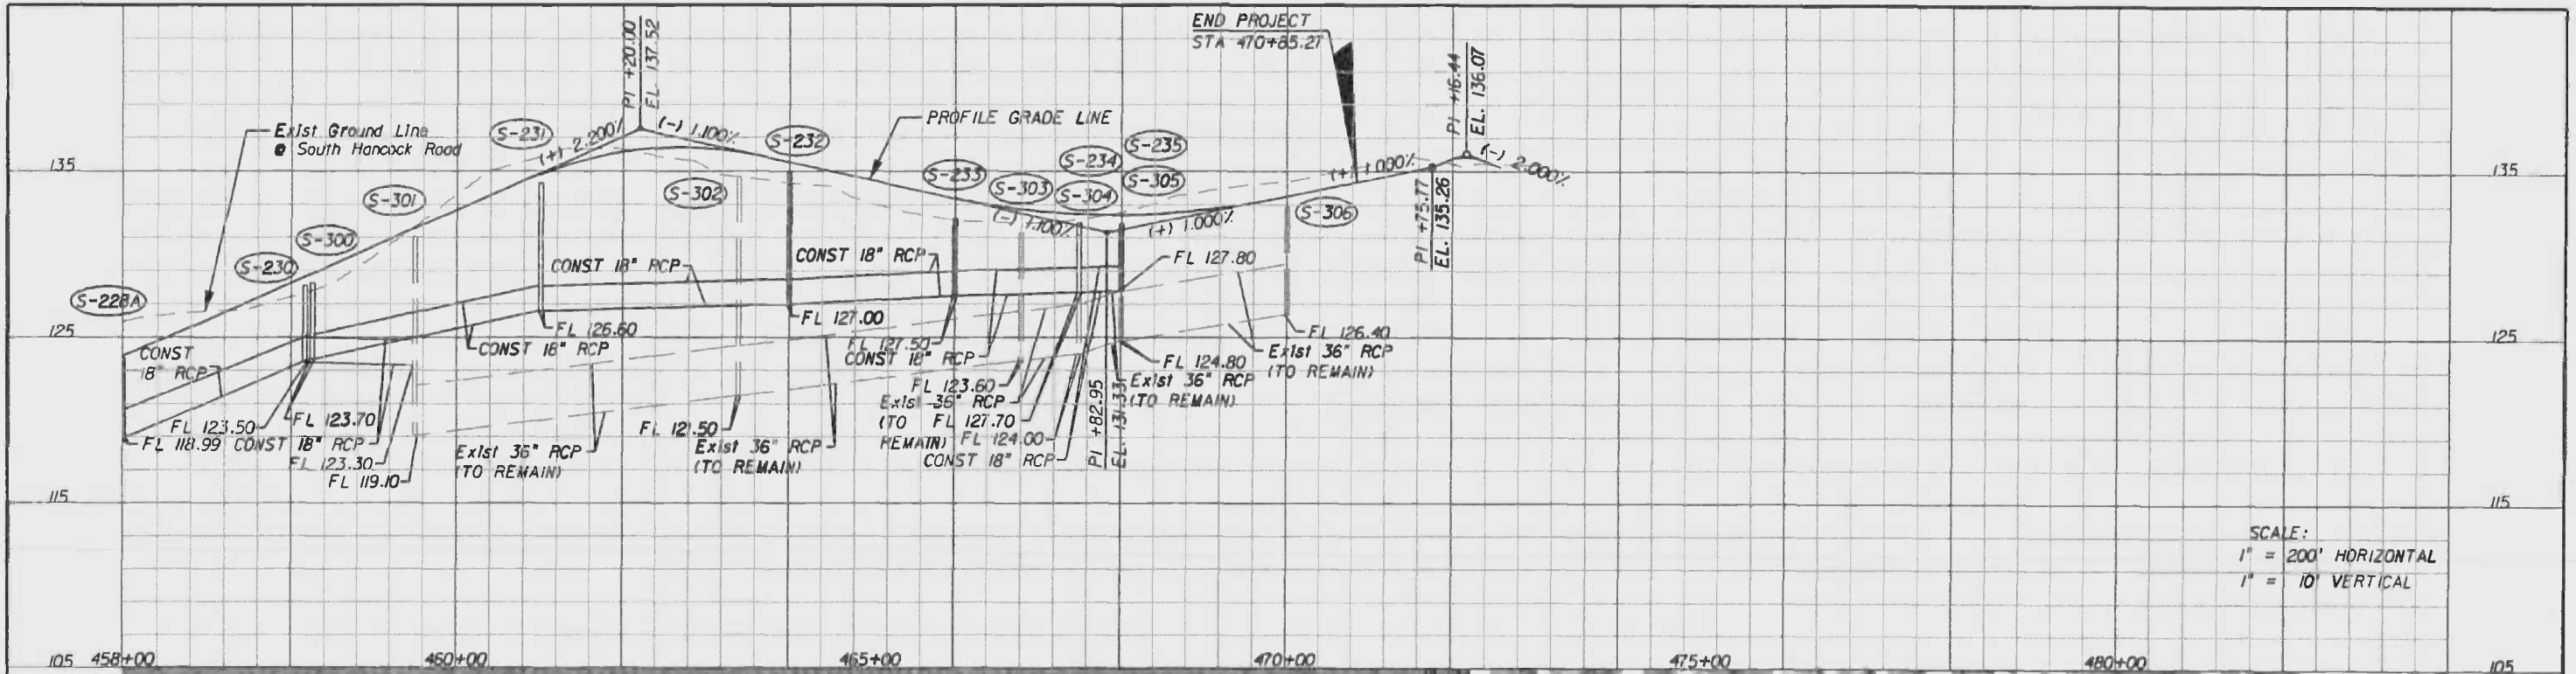 END PROJECT
STA 470+85.27
PI +20.00
EL. 137.52
PI +16.44
EL. 136.07
Exist Ground Line
@ South Hancock Road
S-231
(+) 2.200%
(-) 1.100%
S-232
PROFILE GRADE LINE
S-234
S-235
135
S-301
S-302
S-233
S-303
S-304
S-305
(+) 1.000%
(-) 2.000%
135
S-300
(-) 1.100%
(+) 1.000%
S-306
PI +75.77
EL. 135.26
S-230
CONST 18" RCP
CONST 18" RCP
FL 127.80
S-228A
125
FL 126.60
FL 127.00
FL 126.40
125
CONST
18" RCP
CONST 18" RCP
FL 127.50
CONST 18" RCP
FL 124.80
Exist 36" RCP
(TO REMAIN)
FL 123.60
Exist 36" RCP
(TO REMAIN)
Exist 36" RCP
(TO
REMAIN)
FL 127.70
FL 124.00
CONST 18" RCP
PI +82.95
EL. 131.33
FL 123.50
FL 123.70
FL 118.99
CONST 18" RCP
FL 123.30
FL 119.10
Exist 36" RCP
(TO REMAIN)
FL 121.50
Exist 36" RCP
(TO REMAIN)
115
115
SCALE:
1" = 200' HORIZONTAL
1" = 10' VERTICAL
105
458+00
460+00
465+00
470+00
475+00
480+00
105